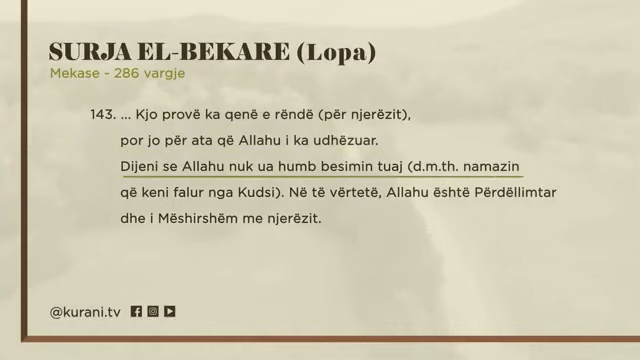 SURJA EL-BEKARE (Lopa)
Mekase - 286 vargje
143. ... Kjo provë ka qenë e rëndë (për njerëzit),
por jo për ata që Allahu i ka udhëzuar.
Dijeni se Allahu nuk ua humb besimin tuaj (d.m.th. namazin
që keni falur nga Kudsi). Në të vërtetë, Allahu është Përdëllimtar
dhe i Mëshirshëm me njerëzit.
@kurani.tv